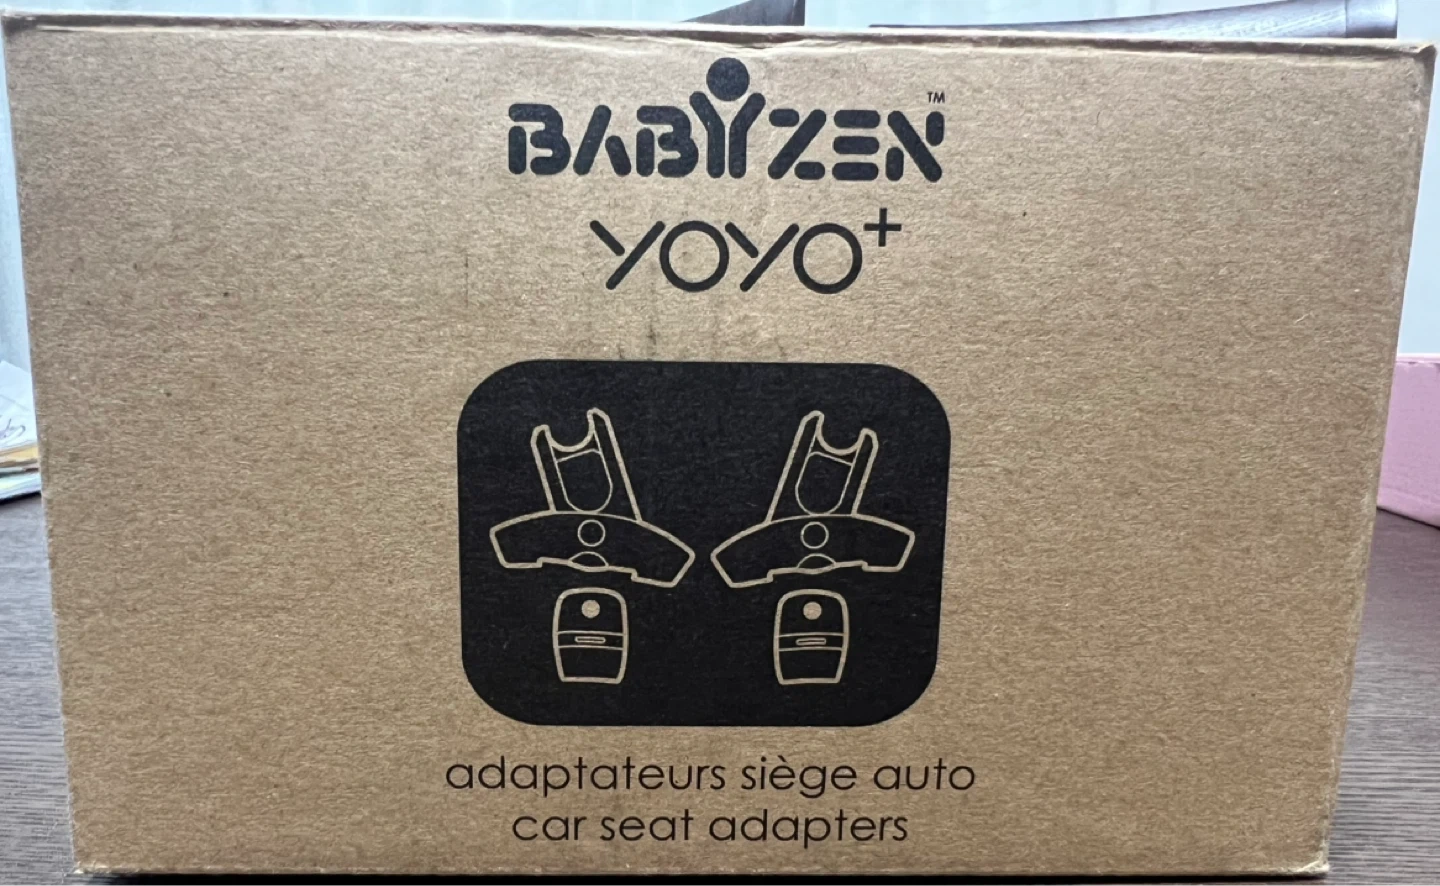 BABYZEN™
YOYO+
adaptateurs siège auto
car seat adapters